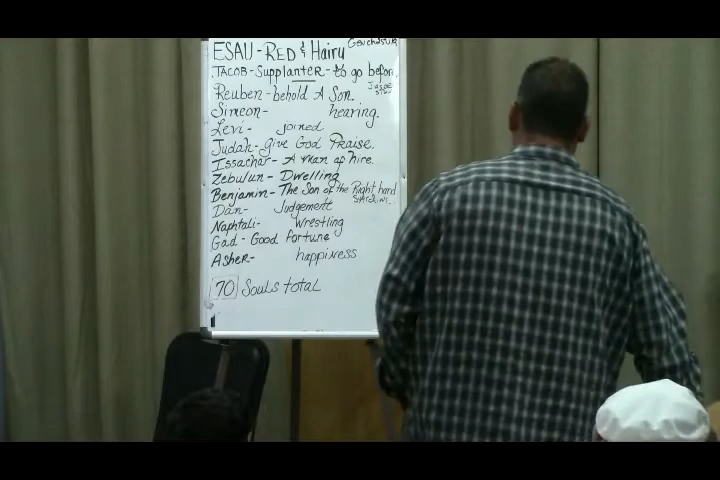 ESAU - RED & Hairy
JACOB - Supplanter - to go before.
Reuben - behold A Son.
Simeon - hearing.
Levi - joined.
Judah - give God Praise.
Issachar - A man of hire.
Zebulun - Dwelling
Benjamin - The Son of the Right hand
Dan - Judgement
Naphtali - Wrestling
Gad - Good fortune
Asher - happiness
70 Souls total